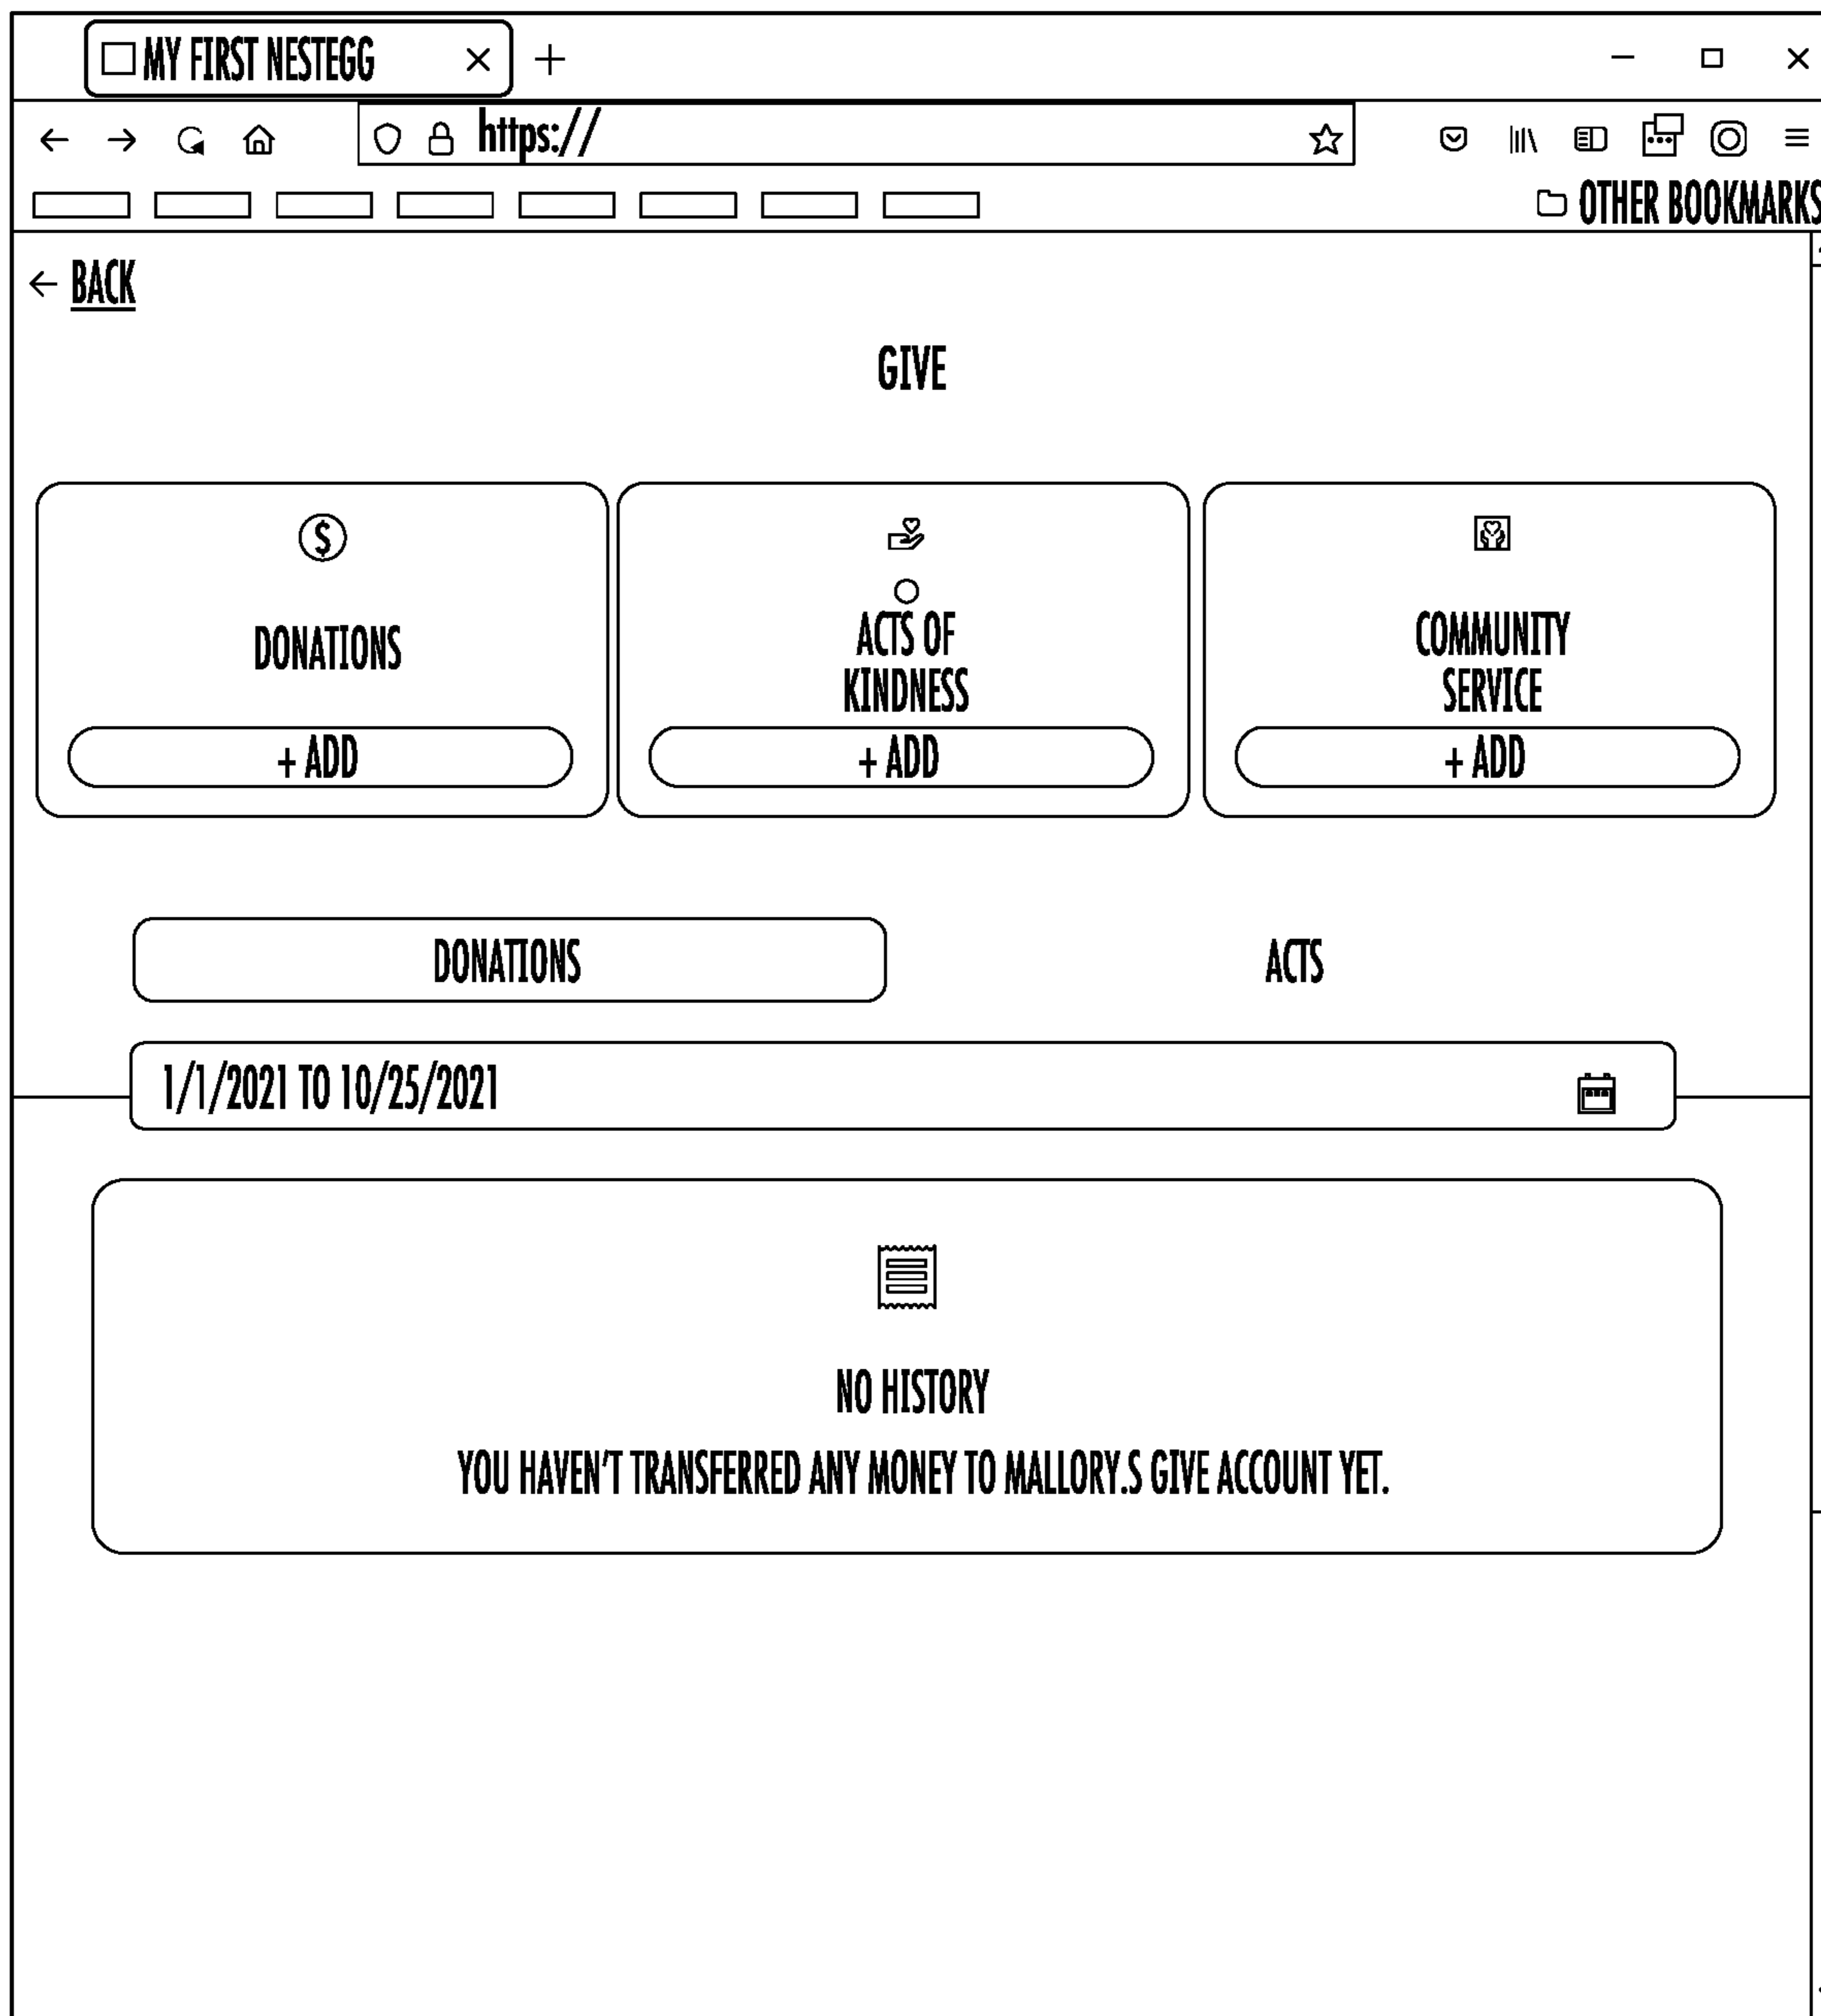 MY FIRST NESTEGG
https://
OTHER BOOKMARKS
BACK
GIVE
$
DONATIONS
+ ADD
ACTS OF
KINDNESS
+ ADD
COMMUNITY
SERVICE
+ ADD
DONATIONS
ACTS
1/1/2021 TO 10/25/2021
NO HISTORY
YOU HAVEN'T TRANSFERRED ANY MONEY TO MALLORY.S GIVE ACCOUNT YET.